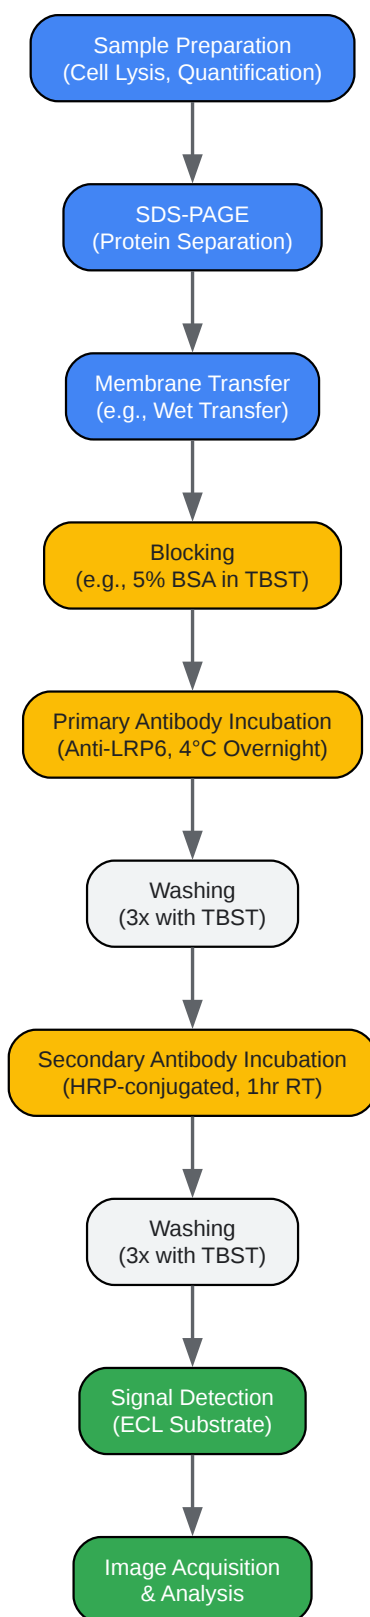 Sample Preparation
(Cell Lysis, Quantification)
SDS-PAGE
(Protein Separation)
Membrane Transfer
(e.g., Wet Transfer)
Blocking
(e.g., 5% BSA in TBST)
Primary Antibody Incubation
(Anti-LRP6, 4°C Overnight)
Washing
(3x with TBST)
Secondary Antibody Incubation
(HRP-conjugated, 1hr RT)
Washing
(3x with TBST)
Signal Detection
(ECL Substrate)
Image Acquisition
& Analysis